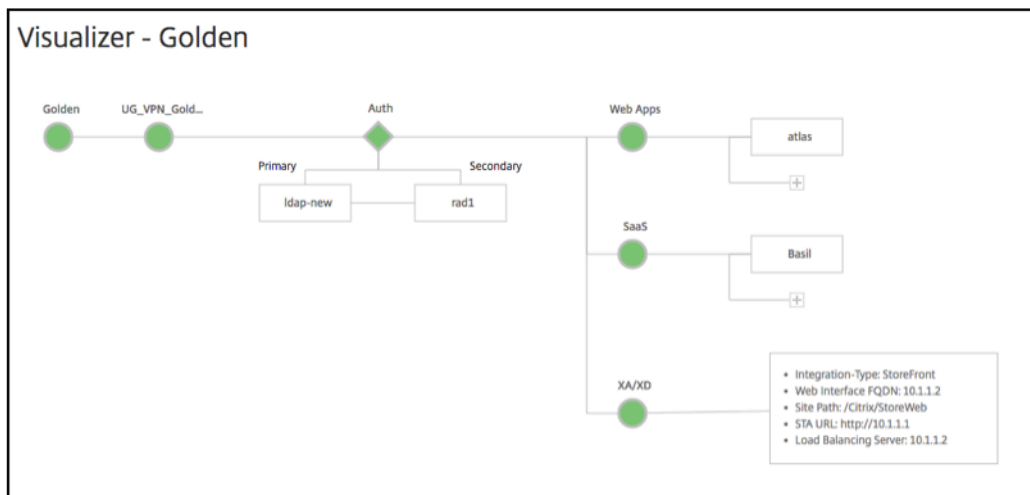 Visualizer - Golden
Golden
UG_VPN_Gold...
Auth
Web Apps
atlas
Primary
Secondary
ldap-new
rad1
SaaS
Basil
XA/XD
• Integration-Type: StoreFront
• Web Interface FQDN: 10.1.1.2
• Site Path: /Citrix/StoreWeb
• STA URL: http://10.1.1.1
• Load Balancing Server: 10.1.1.2